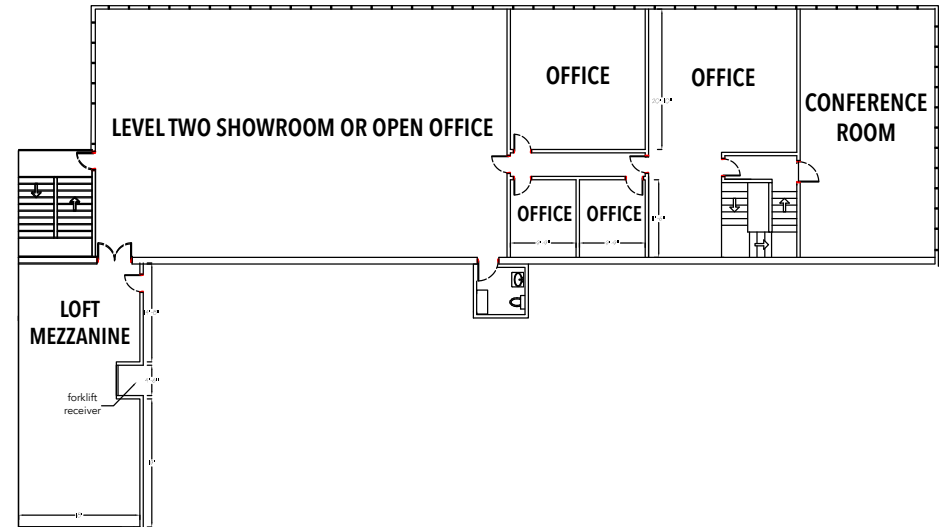 OFFICE
OFFICE
LEVEL TWO SHOWROOM OR OPEN OFFICE
CONFERENCE
ROOM
OFFICE
OFFICE
LOFT
MEZZANINE
forklift
receiver